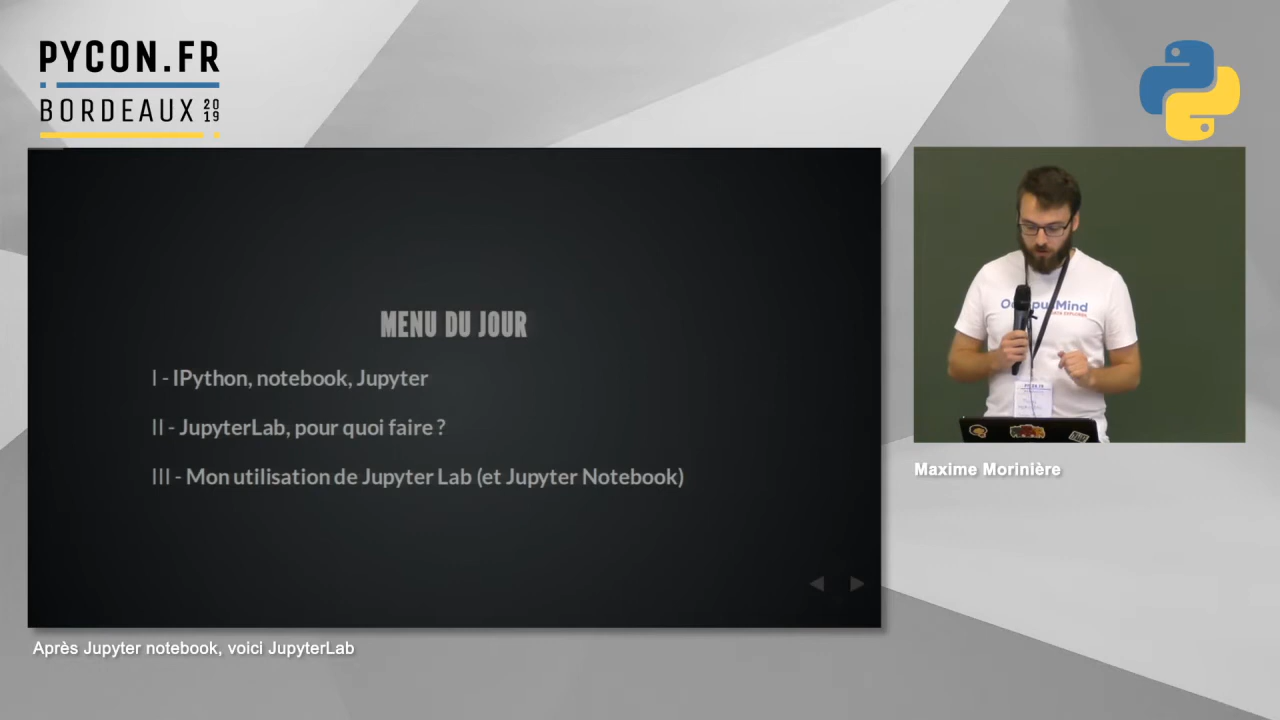 PYCON.FR
BORDEAUX 2019
MENU DU JOUR
I - IPython, notebook, Jupyter
II - JupyterLab, pour quoi faire ?
III - Mon utilisation de Jupyter Lab (et Jupyter Notebook)
Maxime Morinière
Après Jupyter notebook, voici JupyterLab